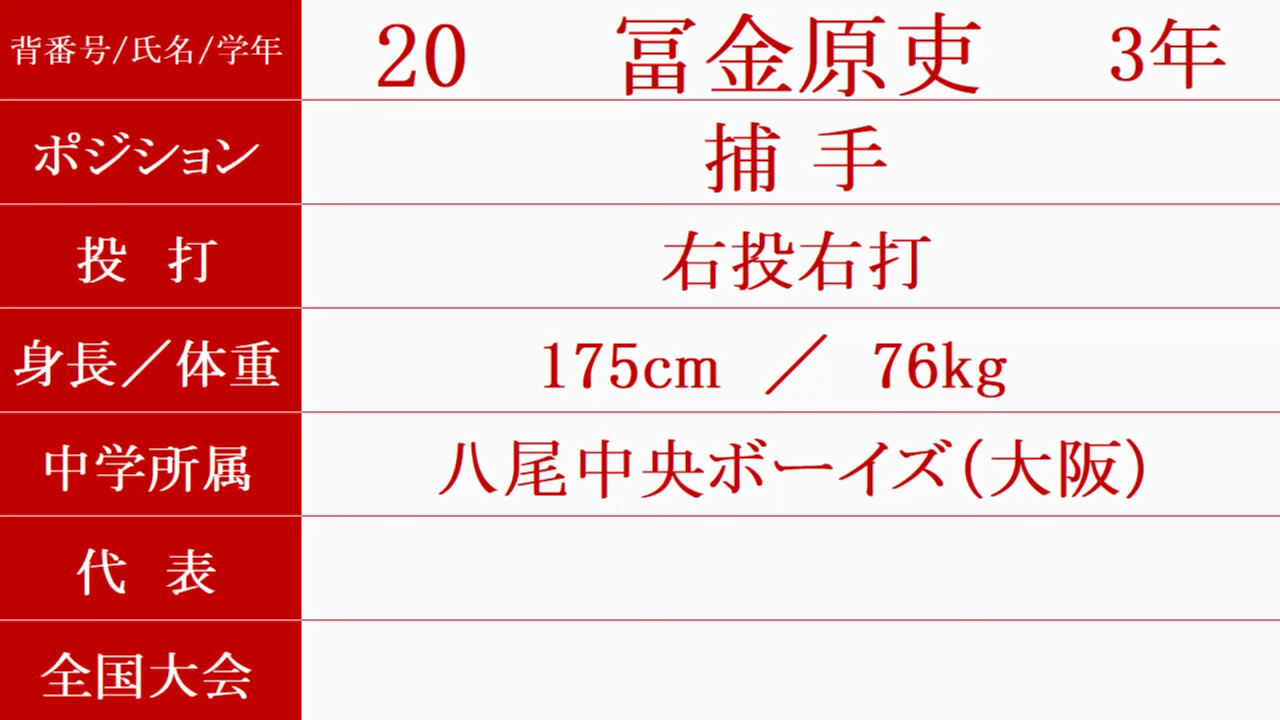 背番号/氏名/学年 20 冨金原吏 3年
ポジション 捕 手
投 打 右投右打
身長／体重 175cm ／ 76kg
中学所属 八尾中央ボーイズ(大阪)
代 表
全国大会